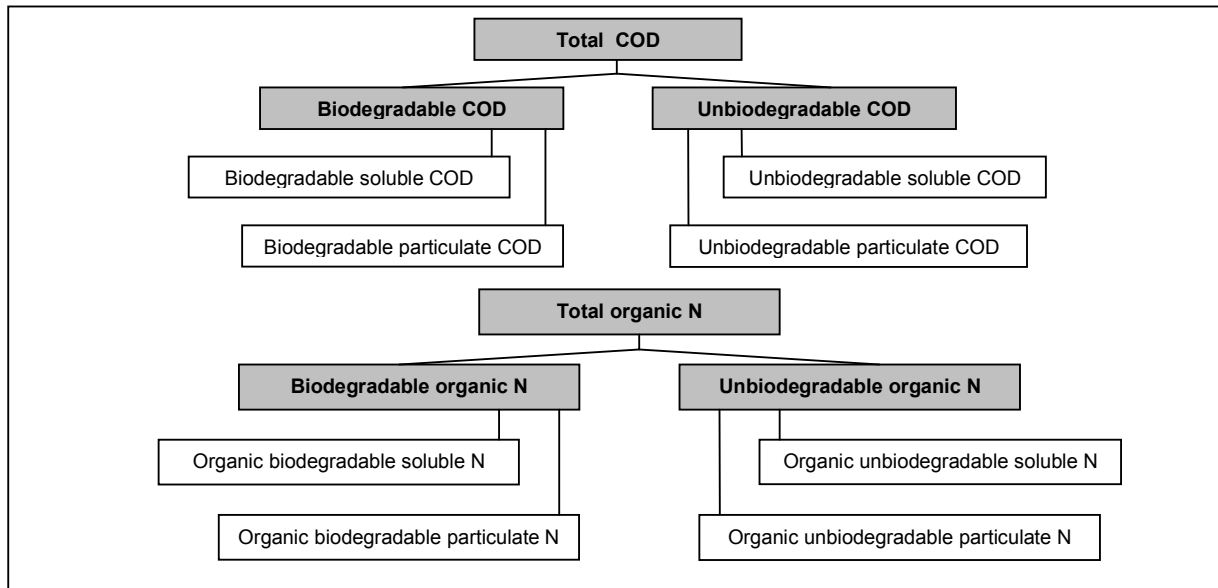 Total COD
Biodegradable COD
Unbiodegradable COD
Biodegradable soluble COD
Unbiodegradable soluble COD
Biodegradable particulate COD
Unbiodegradable particulate COD
Total organic N
Biodegradable organic N
Unbiodegradable organic N
Organic biodegradable soluble N
Organic unbiodegradable soluble N
Organic biodegradable particulate N
Organic unbiodegradable particulate N